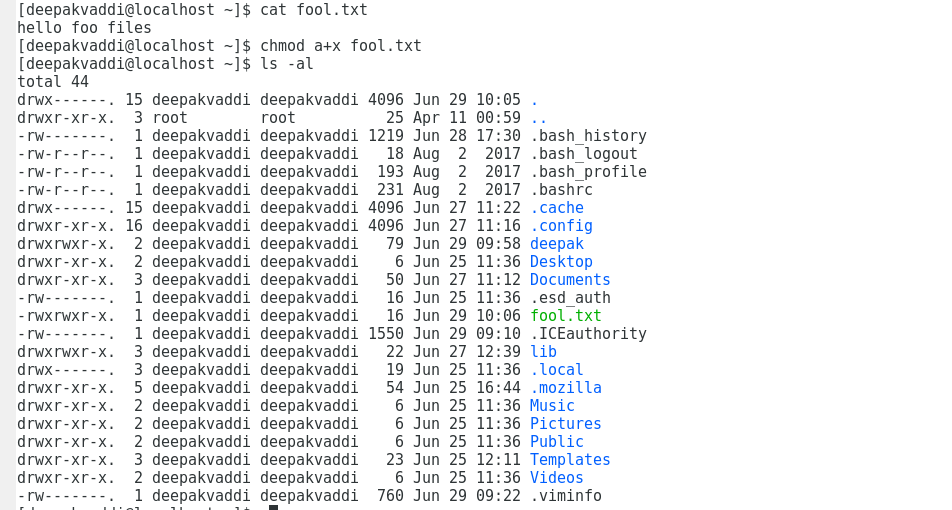 [deepakvaddi@localhost ~]$ cat fool.txt
hello foo files
[deepakvaddi@localhost ~]$ chmod a+x fool.txt
[deepakvaddi@localhost ~]$ ls -al
total 44
drwx------. 15 deepakvaddi deepakvaddi 4096 Jun 29 10:05 .
drwxr-xr-x.  3 root        root          25 Apr 11 00:59 ..
-rw-------.  1 deepakvaddi deepakvaddi 1219 Jun 28 17:30 .bash_history
-rw-r--r--.  1 deepakvaddi deepakvaddi   18 Aug  2  2017 .bash_logout
-rw-r--r--.  1 deepakvaddi deepakvaddi  193 Aug  2  2017 .bash_profile
-rw-r--r--.  1 deepakvaddi deepakvaddi  231 Aug  2  2017 .bashrc
drwx------. 15 deepakvaddi deepakvaddi 4096 Jun 27 11:22 .cache
drwxr-xr-x. 16 deepakvaddi deepakvaddi 4096 Jun 27 11:16 .config
drwxrwxr-x.  2 deepakvaddi deepakvaddi   79 Jun 29 09:58 deepak
drwxr-xr-x.  2 deepakvaddi deepakvaddi    6 Jun 25 11:36 Desktop
drwxr-xr-x.  3 deepakvaddi deepakvaddi   50 Jun 27 11:12 Documents
-rw-------.  1 deepakvaddi deepakvaddi   16 Jun 25 11:36 .esd_auth
-rwxrwxr-x.  1 deepakvaddi deepakvaddi   16 Jun 29 10:06 fool.txt
-rw-------.  1 deepakvaddi deepakvaddi 1550 Jun 29 09:10 .ICEauthority
drwxrwxr-x.  3 deepakvaddi deepakvaddi   22 Jun 27 12:39 lib
drwx------.  3 deepakvaddi deepakvaddi   19 Jun 25 11:36 .local
drwxr-xr-x.  5 deepakvaddi deepakvaddi   54 Jun 25 16:44 .mozilla
drwxr-xr-x.  2 deepakvaddi deepakvaddi    6 Jun 25 11:36 Music
drwxr-xr-x.  2 deepakvaddi deepakvaddi    6 Jun 25 11:36 Pictures
drwxr-xr-x.  2 deepakvaddi deepakvaddi    6 Jun 25 11:36 Public
drwxr-xr-x.  3 deepakvaddi deepakvaddi   23 Jun 25 12:11 Templates
drwxr-xr-x.  2 deepakvaddi deepakvaddi    6 Jun 25 11:36 Videos
-rw-------.  1 deepakvaddi deepakvaddi  760 Jun 29 09:22 .viminfo
[deepakvaddi@localhost ~]$